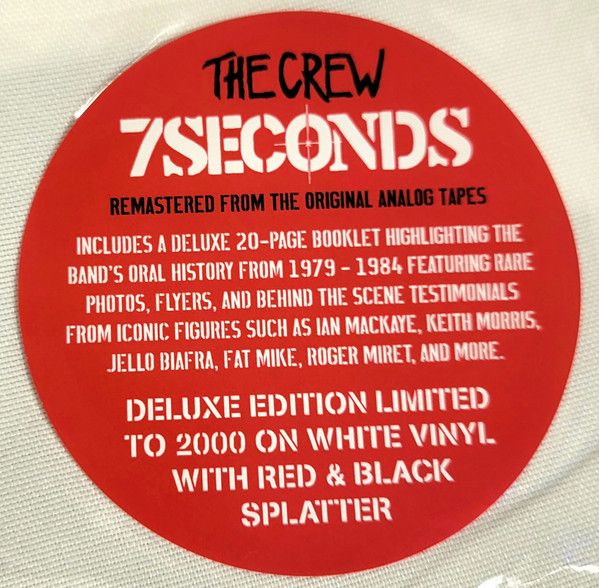 THE CREW
7SECONDS
REMASTERED FROM THE ORIGINAL ANALOG TAPES
INCLUDES A DELUXE 20-PAGE BOOKLET HIGHLIGHTING THE
BAND'S ORAL HISTORY FROM 1979 - 1984 FEATURING RARE
PHOTOS, FLYERS, AND BEHIND THE SCENE TESTIMONIALS
FROM ICONIC FIGURES SUCH AS IAN MACKAYE, KEITH MORRIS,
JELLO BIAFRA, FAT MIKE, ROGER MIRET, AND MORE.
DELUXE EDITION LIMITED
TO 2000 ON WHITE VINYL
WITH RED & BLACK
SPLATTER